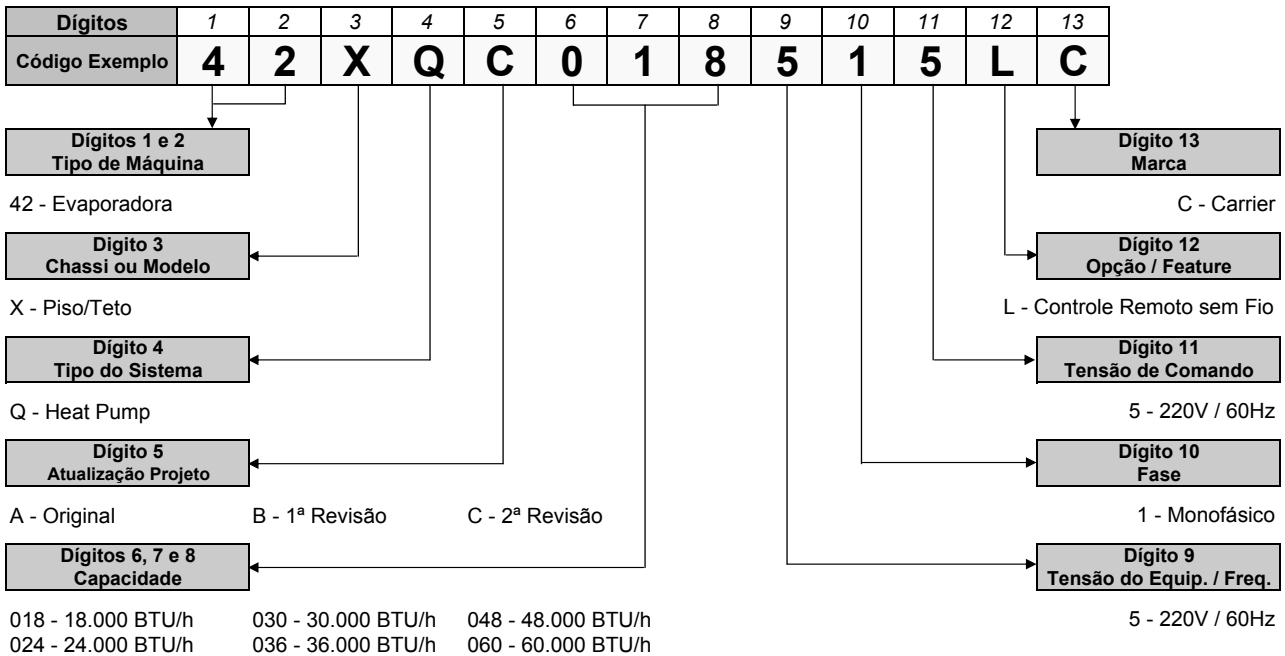 Dígitos 1 2 3 4 5 6 7 8 9 10 11 12 13
Código Exemplo 4 2 X Q C 0 1 8 5 1 5 L C
Dígitos 1 e 2
Tipo de Máquina
42 - Evaporadora
Digito 3
Chassi ou Modelo
X - Piso/Teto
Dígito 4
Tipo do Sistema
Q - Heat Pump
Dígito 5
Atualização Projeto
A - Original B - 1ª Revisão C - 2ª Revisão
Dígitos 6, 7 e 8
Capacidade
018 - 18.000 BTU/h 030 - 30.000 BTU/h 048 - 48.000 BTU/h
024 - 24.000 BTU/h 036 - 36.000 BTU/h 060 - 60.000 BTU/h
Dígito 13
Marca
C - Carrier
Dígito 12
Opção / Feature
L - Controle Remoto sem Fio
Dígito 11
Tensão de Comando
5 - 220V / 60Hz
Dígito 10
Fase
1 - Monofásico
Dígito 9
Tensão do Equip. / Freq.
5 - 220V / 60Hz